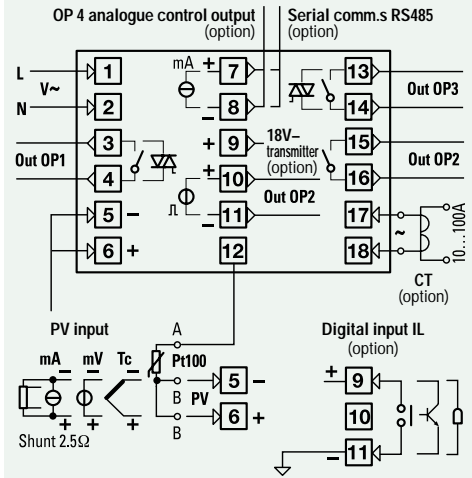 OP 4 analogue control output
(option)
Serial comm.s RS485
(option)
L
V~
N
1
2
mA
+
7
–
8
13
14
Out OP3
Out OP1
3
4
+
9
18V–
transmitter
(option)
+
10
–
11
Out OP2
15
16
Out OP2
5
–
6
+
12
17
~
18
10…100A
CT
(option)
PV input
mA
mV
Tc
–
–
–
+
+
+
Shunt 2.5Ω
A
Pt100
B
PV
5
–
B
6
+
Digital input IL
(option)
+
9
10
–
11